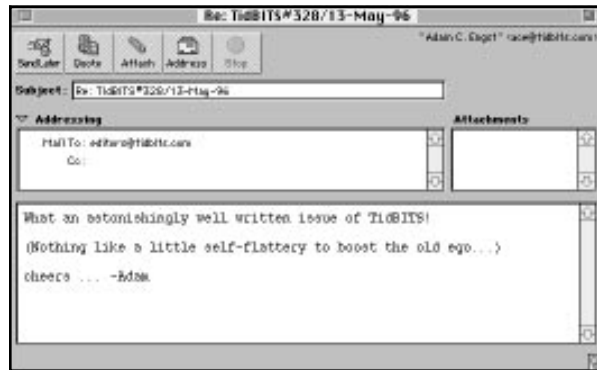 Re: TidBITS#328/13-May-96
"Adam C. Engst" <ace@tidbits.com>
SendLater Quote Attach Address Stop
Subject: Re: TidBITS#328/13-May-96
Addressing Attachments
Mail To: editors@tidbits.com
Cc:
What an astonishingly well written issue of TidBITS!
(Nothing like a little self-flattery to boost the old ego...)
cheers ... -Adam